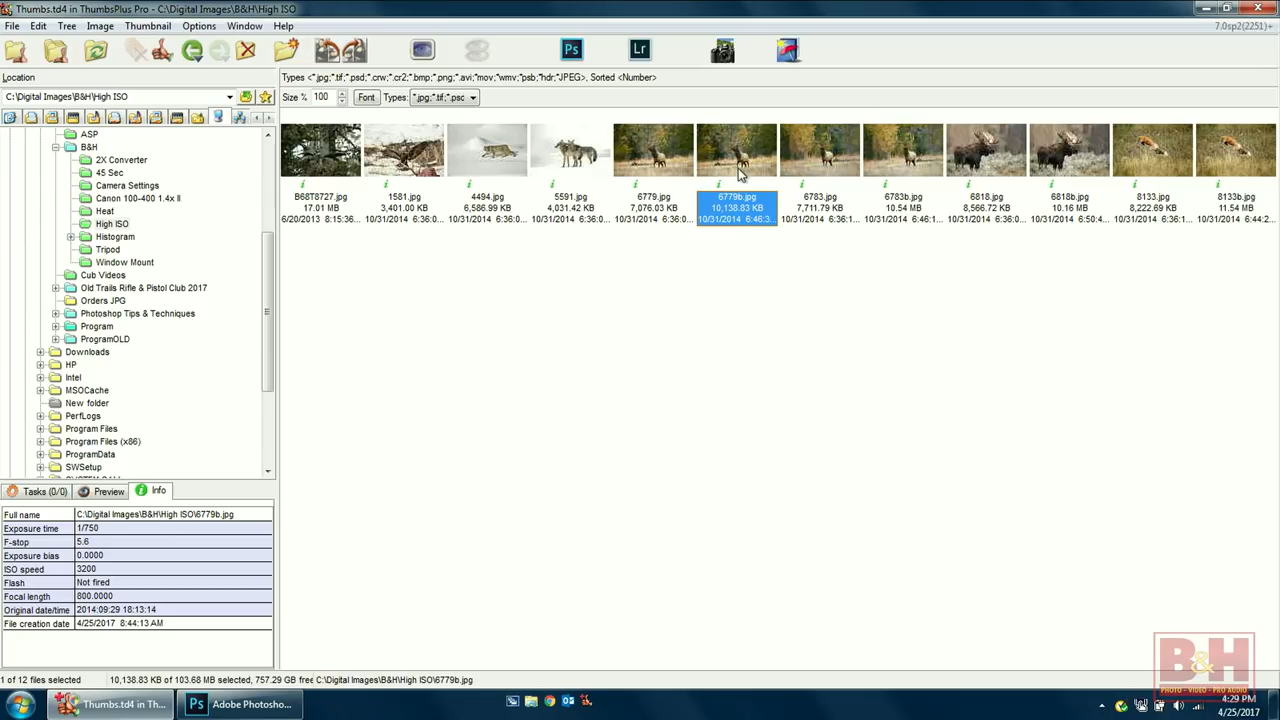 Thumbs.td4 in ThumbsPlus Pro - C:\Digital Images\B&H\High ISO
File Edit Tree Image Thumbnail Options Window Help
7.0sp2(2251)+
Ps Lr
Location
Types <*.jpg;*.tif;*.psd;*.crw;*.cr2;*.bmp;*.png;*.avi;*mov;*wmv;*psb;*hdr;*JPEG>, Sorted <Number>
C:\Digital Images\B&H\High ISO
Size % 100 Font Types: *.jpg;*.tif;*.psc
ASP
B&H
2X Converter
45 Sec
Camera Settings
Canon 100-400 1.4x II
Heat
High ISO
Histogram
Tripod
Window Mount
Cub Videos
Old Trails Rifle & Pistol Club 2017
Orders JPG
Photoshop Tips & Techniques
Program
ProgramOLD
Downloads
HP
Intel
MSOCache
New folder
PerfLogs
Program Files
Program Files (x86)
ProgramData
SWSetup
B68T8727.jpg 1581.jpg 4494.jpg 5591.jpg 6779.jpg 6779b.jpg 6783.jpg 6783b.jpg 6818.jpg 6818b.jpg 8133.jpg 8133b.jpg
17.01 MB 3,401.00 KB 6,586.99 KB 4,031.42 KB 7,076.03 KB 10,138.83 KB 7,711.79 KB 10.54 MB 8,566.72 KB 10.16 MB 8,222.69 KB 11.54 MB
6/20/2013 8:15:36... 10/31/2014 6:36:0 10/31/2014 6:36:0 10/31/2014 6:36:0 10/31/2014 6:36:0 10/31/2014 6:46:3... 10/31/2014 6:36:1 10/31/2014 6:46:1 10/31/2014 6:36:0 10/31/2014 6:50:4 10/31/2014 6:36:0 10/31/2014 6:44:2
Tasks (0/0) Preview Info
Full name C:\Digital Images\B&H\High ISO\6779b.jpg
Exposure time 1/750
F-stop 5.6
Exposure bias 0.0000
ISO speed 3200
Flash Not fired
Focal length 800.0000
Original date/time 2014:09:29 18:13:14
File creation date 4/25/2017 8:44:13 AM
1 of 12 files selected 10,138.83 KB of 103.68 MB selected, 757.29 GB free C:\Digital Images\B&H\High ISO\6779b.jpg
B&H
PHOTO - VIDEO - PRO AUDIO
Thumbs.td4 in Th... Ps Adobe Photosho...
4:29 PM
4/25/2017